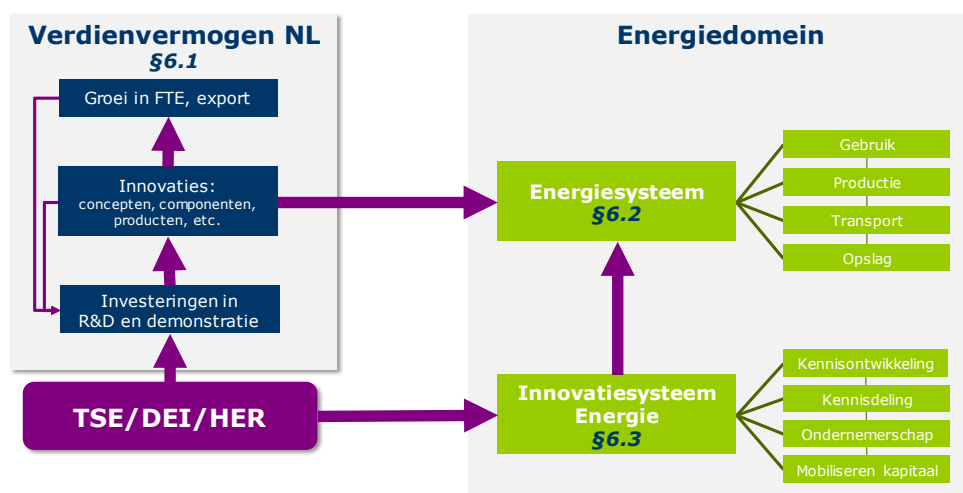 Verdienvermogen NL
§6.1
Groei in FTE, export
Innovaties:
concepten, componenten,
producten, etc.
Investeringen in
R&D en demonstratie
TSE/DEI/HER
Energiedomein
Energiesysteem
§6.2
Gebruik
Productie
Transport
Opslag
Innovatiesysteem
Energie
§6.3
Kennisontwikkeling
Kennisdeling
Ondernemerschap
Mobiliseren kapitaal